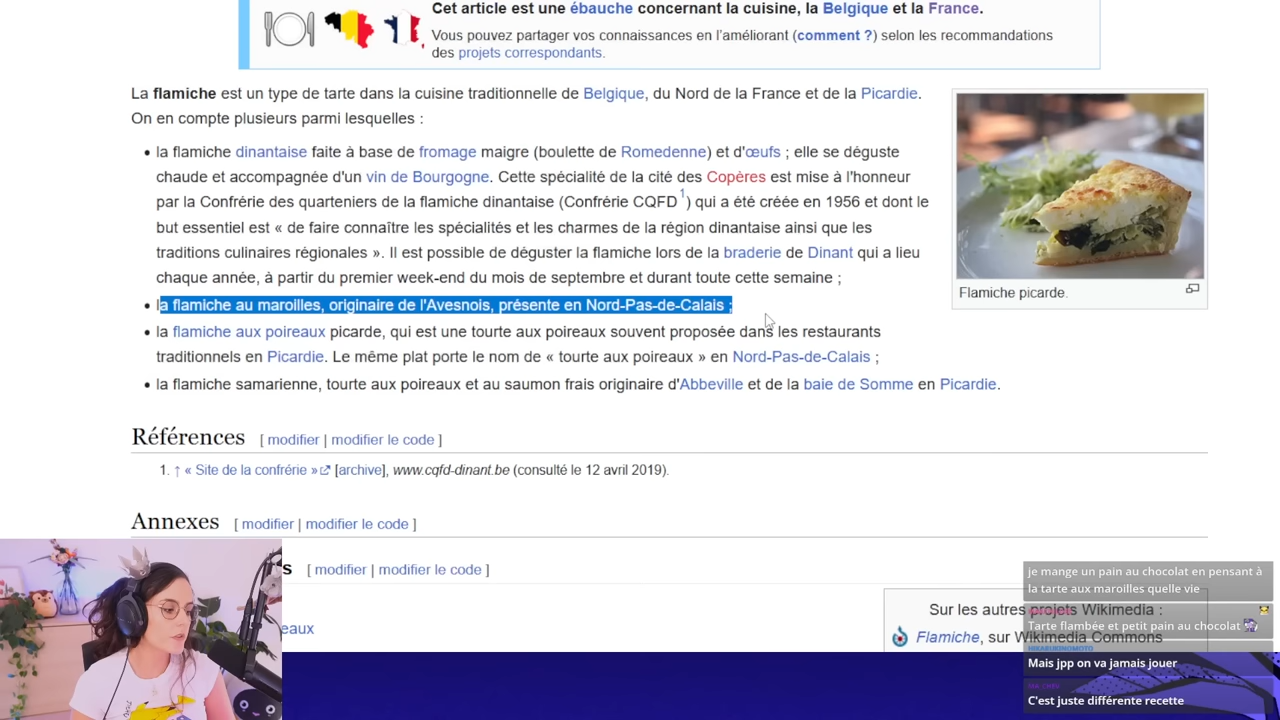 Cet article est une ébauche concernant la cuisine, la Belgique et la France.
Vous pouvez partager vos connaissances en l'améliorant (comment ?) selon les recommandations
des projets correspondants.
La flamiche est un type de tarte dans la cuisine traditionnelle de Belgique, du Nord de la France et de la Picardie.
On en compte plusieurs parmi lesquelles :
• la flamiche dinantaise faite à base de fromage maigre (boulette de Romedenne) et d'œufs ; elle se déguste
chaude et accompagnée d'un vin de Bourgogne. Cette spécialité de la cité des Copères est mise à l'honneur
par la Confrérie des quarteniers de la flamiche dinantaise (Confrérie CQFD 1) qui a été créée en 1956 et dont le
but essentiel est « de faire connaître les spécialités et les charmes de la région dinantaise ainsi que les
traditions culinaires régionales ». Il est possible de déguster la flamiche lors de la braderie de Dinant qui a lieu
chaque année, à partir du premier week-end du mois de septembre et durant toute cette semaine ;
• la flamiche au maroilles, originaire de l'Avesnois, présente en Nord-Pas-de-Calais ;
• la flamiche aux poireaux picarde, qui est une tourte aux poireaux souvent proposée dans les restaurants
traditionnels en Picardie. Le même plat porte le nom de « tourte aux poireaux » en Nord-Pas-de-Calais ;
• la flamiche samarienne, tourte aux poireaux et au saumon frais originaire d'Abbeville et de la baie de Somme en Picardie.
Flamiche picarde.
Références [ modifier | modifier le code ]
1. ↑ « Site de la confrérie » [archive], www.cqfd-dinant.be (consulté le 12 avril 2019).
Annexes [ modifier | modifier le code ]
s [ modifier | modifier le code ]
eaux
Sur les autres projets Wikimedia :
Flamiche, sur Wikimedia Commons
je mange un pain au chocolat en pensant à
la tarte aux maroilles quelle vie
Tarte flambée et petit pain au chocolat
Mais jpp on va jamais jouer
C'est juste différente recette